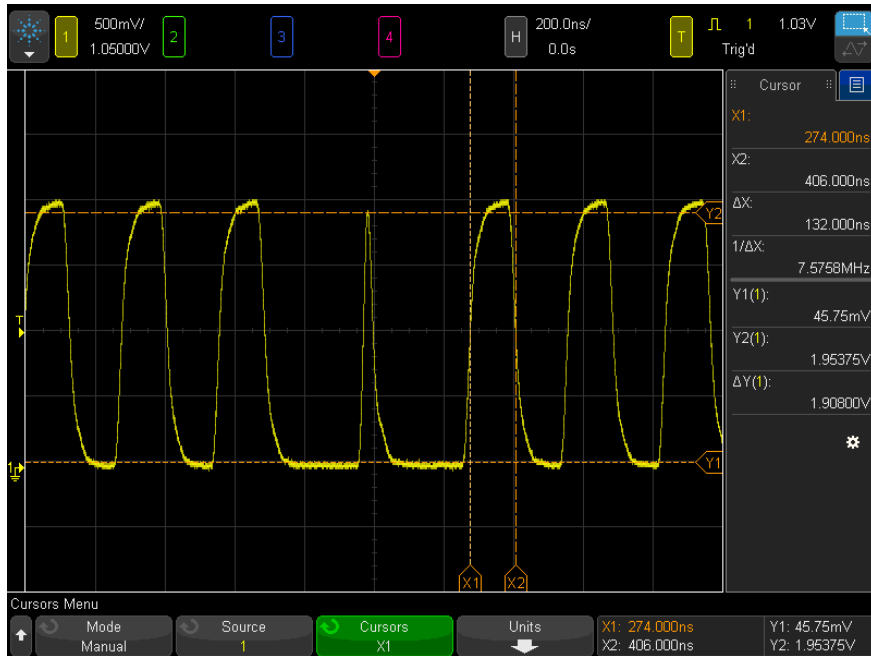 500mV/
1
1.05000V
2
3
4
H
200.0ns/
0.0s
T
1
1.03V
Trig'd
Cursor
X1:
274.000ns
X2:
406.000ns
ΔX:
132.000ns
1/ΔX:
7.5758MHz
Y1(1):
45.75mV
Y2(1):
1.95375V
ΔY(1):
1.90800V
Y2
T
1
Y1
X1
X2
Cursors Menu
Mode
Manual
Source
1
Cursors
X1
Units
X1: 274.000ns
X2: 406.000ns
Y1: 45.75mV
Y2: 1.95375V